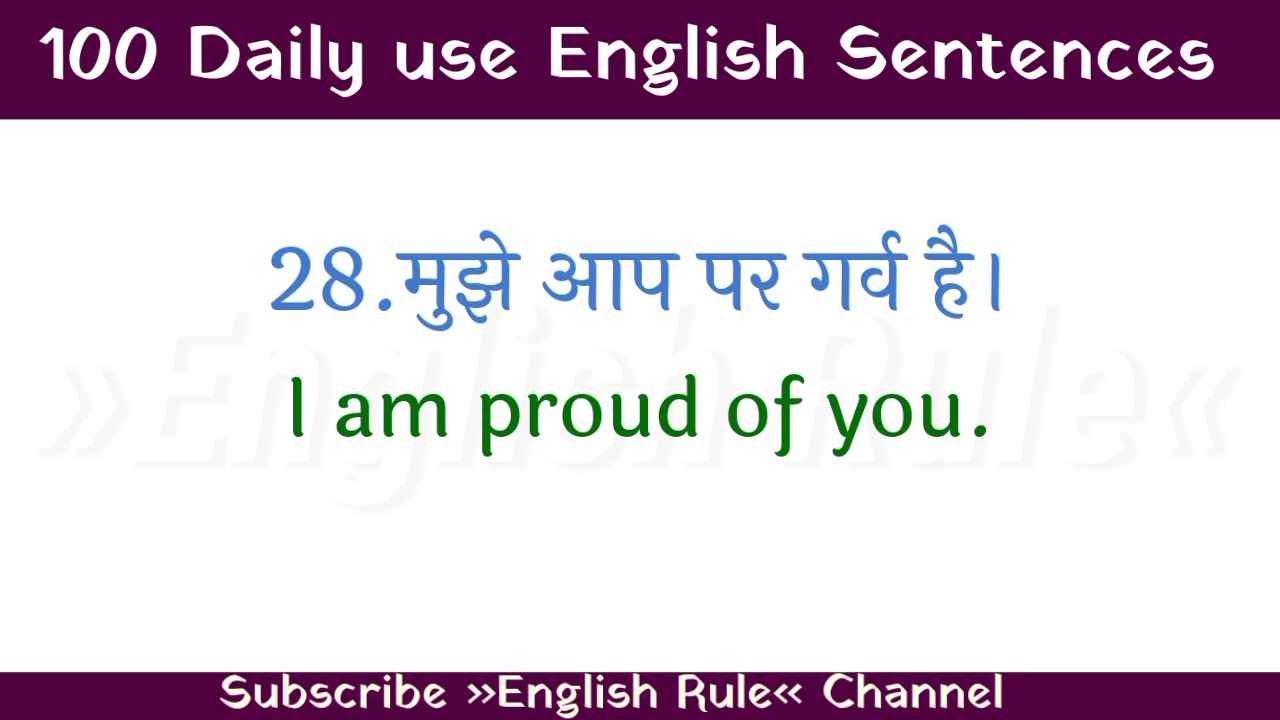 100 Daily use English Sentences
28.मुझे आप पर गर्व है।
»English Rule«
I am proud of you.
Subscribe »English Rule« Channel